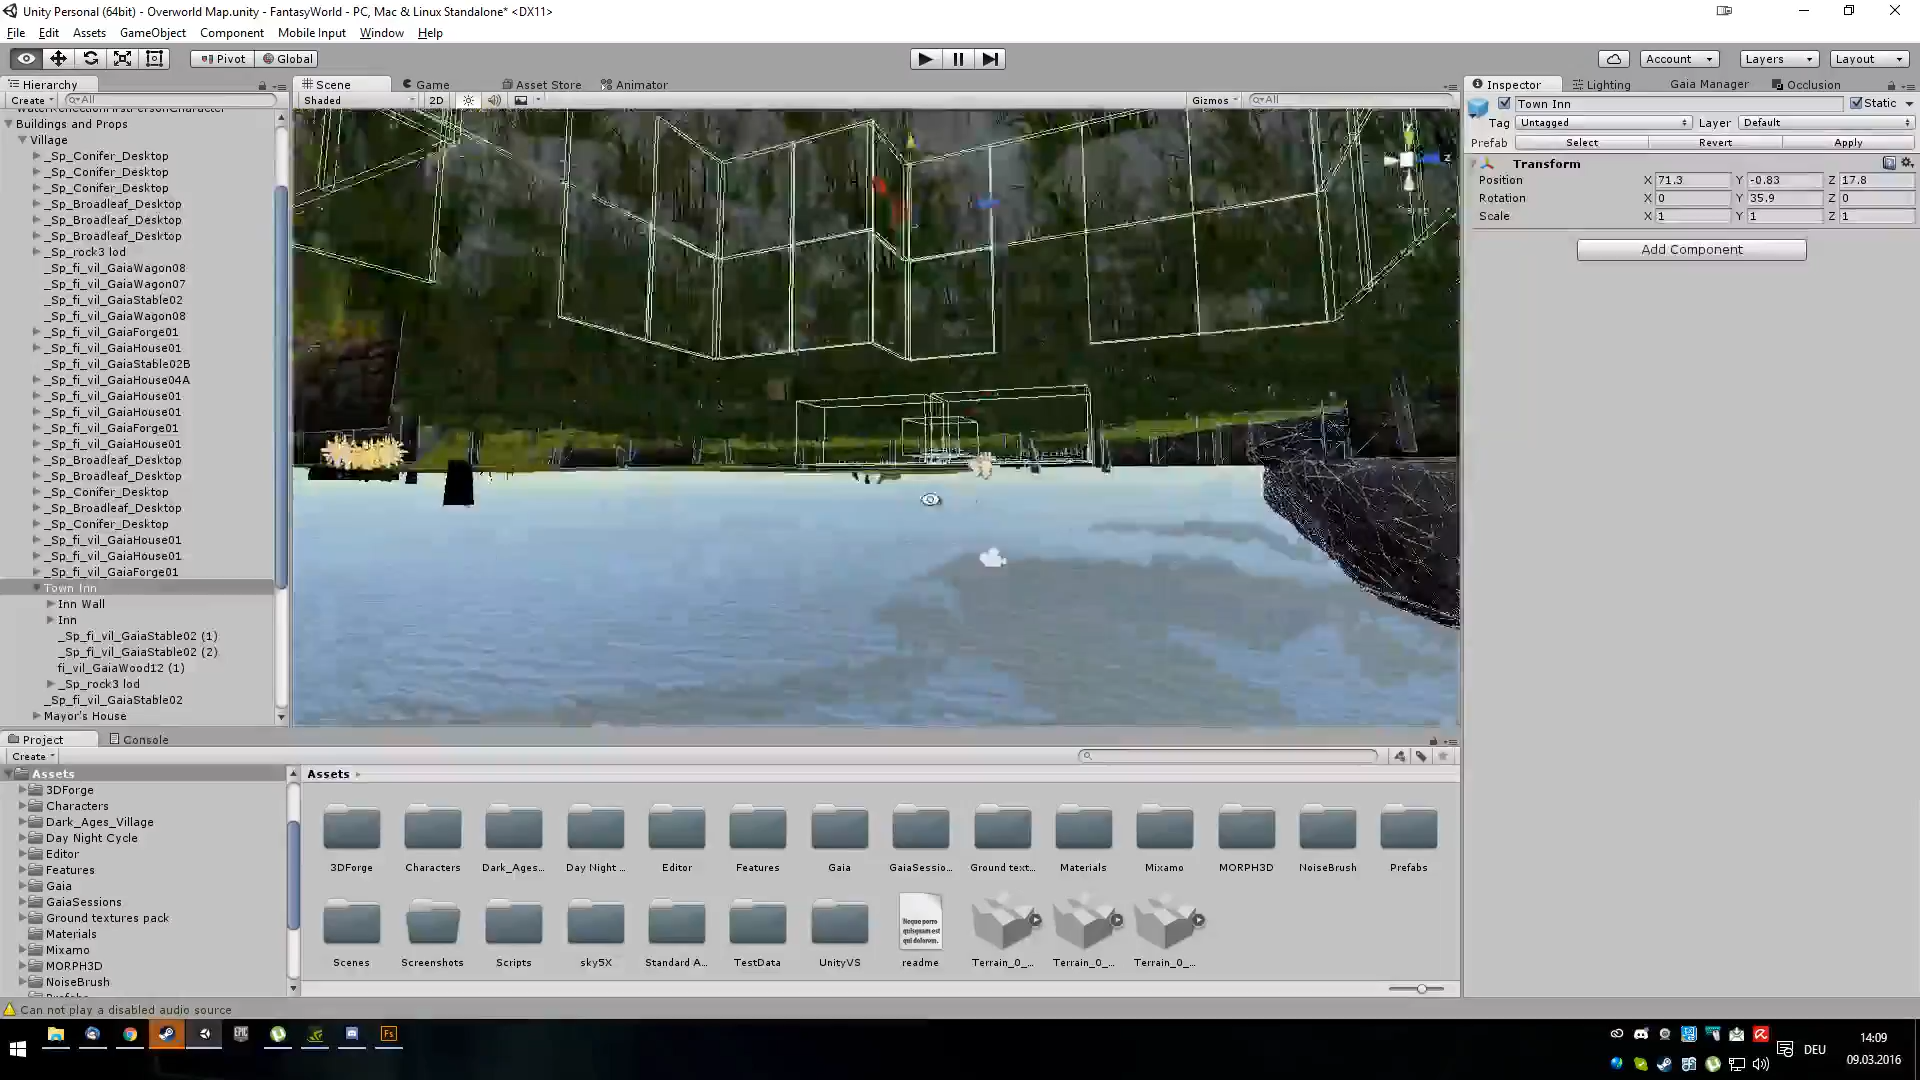 Unity Personal (64bit) - Overworld Map.unity - FantasyWorld - PC, Mac & Linux Standalone* <DX11>
File Edit Assets GameObject Component Mobile Input Window Help
Pivot Global Account Layers Layout
Hierarchy Scene Game Asset Store Animator Inspector Lighting Gaia Manager Occlusion
Create All Shaded 2D Gizmos All
Town Inn Static
Tag Untagged Layer Default
Prefab Select Revert Apply
Transform
Position X 71.3 Y -0.83 Z 17.8
Rotation X 0 Y 35.9 Z 0
Scale X 1 Y 1 Z 1
Add Component
Buildings and Props
Village
_Sp_Conifer_Desktop
_Sp_Conifer_Desktop
_Sp_Conifer_Desktop
_Sp_Broadleaf_Desktop
_Sp_Broadleaf_Desktop
_Sp_Broadleaf_Desktop
_Sp_rock3 lod
_Sp_fi_vil_GaiaWagon08
_Sp_fi_vil_GaiaWagon07
_Sp_fi_vil_GaiaStable02
_Sp_fi_vil_GaiaWagon08
_Sp_fi_vil_GaiaForge01
_Sp_fi_vil_GaiaHouse01
_Sp_fi_vil_GaiaStable02B
_Sp_fi_vil_GaiaHouse04A
_Sp_fi_vil_GaiaHouse01
_Sp_fi_vil_GaiaHouse01
_Sp_fi_vil_GaiaForge01
_Sp_fi_vil_GaiaHouse01
_Sp_Broadleaf_Desktop
_Sp_Broadleaf_Desktop
_Sp_Conifer_Desktop
_Sp_Broadleaf_Desktop
_Sp_Conifer_Desktop
_Sp_fi_vil_GaiaHouse01
_Sp_fi_vil_GaiaHouse01
_Sp_fi_vil_GaiaForge01
Town Inn
Inn Wall
Inn
_Sp_fi_vil_GaiaStable02 (1)
_Sp_fi_vil_GaiaStable02 (2)
fi_vil_GaiaWood12 (1)
_Sp_rock3 lod
_Sp_fi_vil_GaiaStable02
Mayor's House
Project Console
Create
Assets
3DForge
Characters
Dark_Ages_Village
Day Night Cycle
Editor
Features
Gaia
GaiaSessions
Ground textures pack
Materials
Mixamo
MORPH3D
NoiseBrush
Assets
3DForge Characters Dark_Ages... Day Night ... Editor Features Gaia GaiaSessio... Ground text... Materials Mixamo MORPH3D NoiseBrush Prefabs
Neque porro
quisquam est
qui dolorem.
Scenes Screenshots Scripts sky5X Standard A... TestData UnityVS readme Terrain_0_... Terrain_0_... Terrain_0_...
Can not play a disabled audio source
EPIC Fs
DEU
14:09
09.03.2016